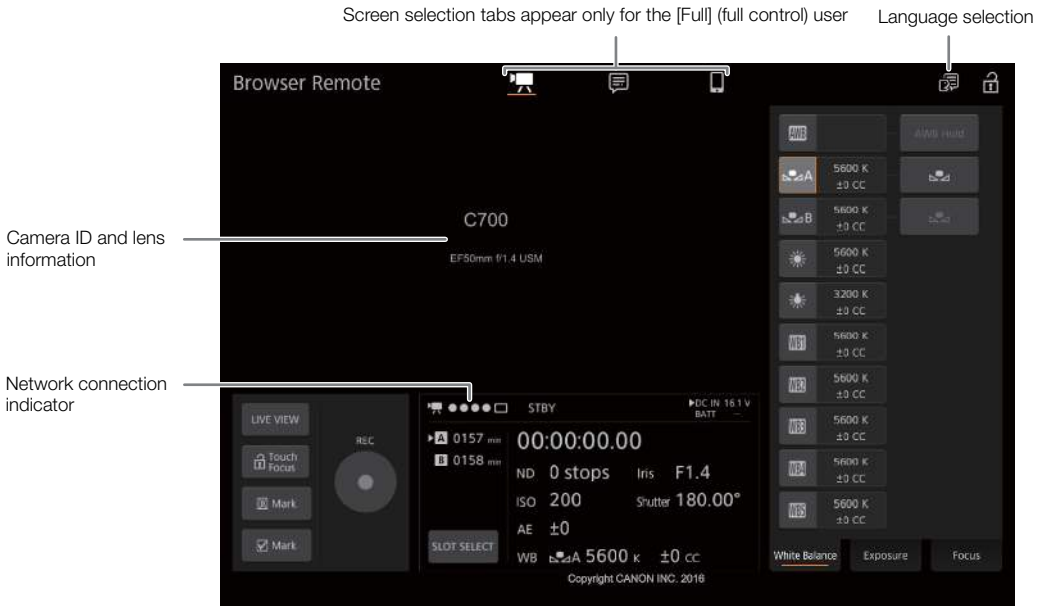 Screen selection tabs appear only for the [Full] (full control) user
Language selection
Browser Remote
AWB
AWB Hold
A 5600 K
±0 CC
B 5600 K
±0 CC
5600 K
±0 CC
3200 K
±0 CC
WB1 5600 K
±0 CC
WB2 5600 K
±0 CC
WB3 5600 K
±0 CC
WB4 5600 K
±0 CC
WB5 5600 K
±0 CC
White Balance
Exposure
Focus
Camera ID and lens
information
C700
EF50mm f/1.4 USM
Network connection
indicator
LIVE VIEW
Touch
Focus
Mark
Mark
REC
STBY
DC IN 16.1 V
BATT --
A 0157 min
B 0158 min
00:00:00.00
ND 0 stops Iris F1.4
ISO 200 Shutter 180.00°
AE ±0
WB A 5600 K ±0 CC
SLOT SELECT
Copyright CANON INC. 2016